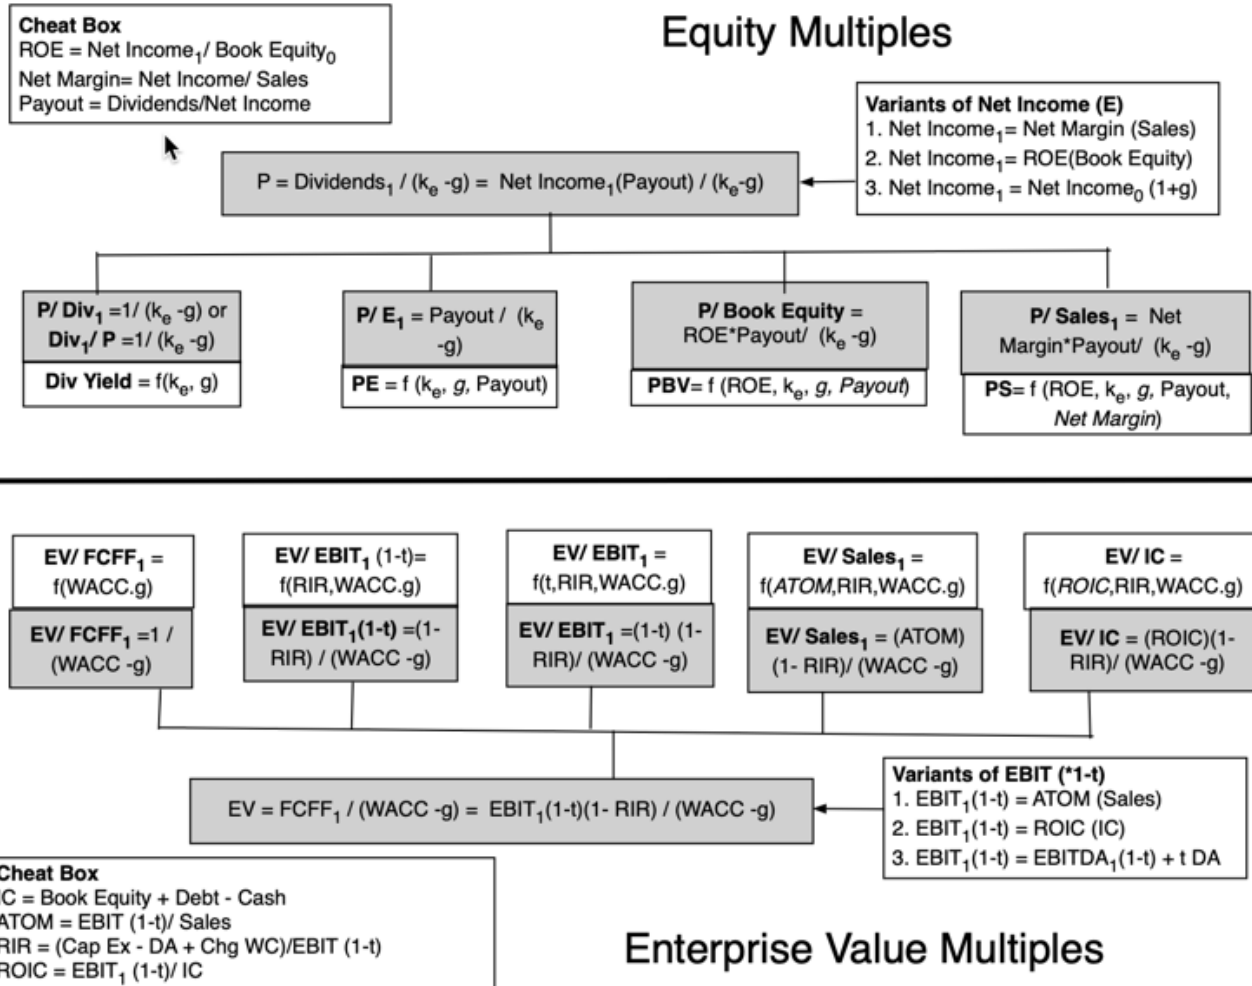 Cheat Box
ROE = Net Income₁/ Book Equity₀
Net Margin= Net Income/ Sales
Payout = Dividends/Net Income
Equity Multiples
Variants of Net Income (E)
1. Net Income₁= Net Margin (Sales)
2. Net Income₁= ROE(Book Equity)
3. Net Income₁ = Net Income₀ (1+g)
P = Dividends₁ / (kₑ -g) = Net Income₁(Payout) / (kₑ-g)
P/ Div₁ =1/ (kₑ -g) or
Div₁/ P =1/ (kₑ -g)
Div Yield = f(kₑ, g)
P/ E₁ = Payout / (kₑ
-g)
PE = f (kₑ, g, Payout)
P/ Book Equity =
ROE*Payout/ (kₑ -g)
PBV= f (ROE, kₑ, g, Payout)
P/ Sales₁ = Net
Margin*Payout/ (kₑ -g)
PS= f (ROE, kₑ, g, Payout,
Net Margin)
EV/ FCFF₁ =
f(WACC.g)
EV/ FCFF₁ =1 /
(WACC -g)
EV/ EBIT₁ (1-t)=
f(RIR,WACC.g)
EV/ EBIT₁(1-t) =(1-
RIR) / (WACC -g)
EV/ EBIT₁ =
f(t,RIR,WACC.g)
EV/ EBIT₁ =(1-t) (1-
RIR)/ (WACC -g)
EV/ Sales₁ =
f(ATOM,RIR,WACC.g)
EV/ Sales₁ = (ATOM)
(1- RIR)/ (WACC -g)
EV/ IC =
f(ROIC,RIR,WACC.g)
EV/ IC = (ROIC)(1-
RIR)/ (WACC -g)
EV = FCFF₁ / (WACC -g) = EBIT₁(1-t)(1- RIR) / (WACC -g)
Variants of EBIT (*1-t)
1. EBIT₁(1-t) = ATOM (Sales)
2. EBIT₁(1-t) = ROIC (IC)
3. EBIT₁(1-t) = EBITDA₁(1-t) + t DA
Cheat Box
IC = Book Equity + Debt - Cash
ATOM = EBIT (1-t)/ Sales
RIR = (Cap Ex - DA + Chg WC)/EBIT (1-t)
ROIC = EBIT₁ (1-t)/ IC
Enterprise Value Multiples